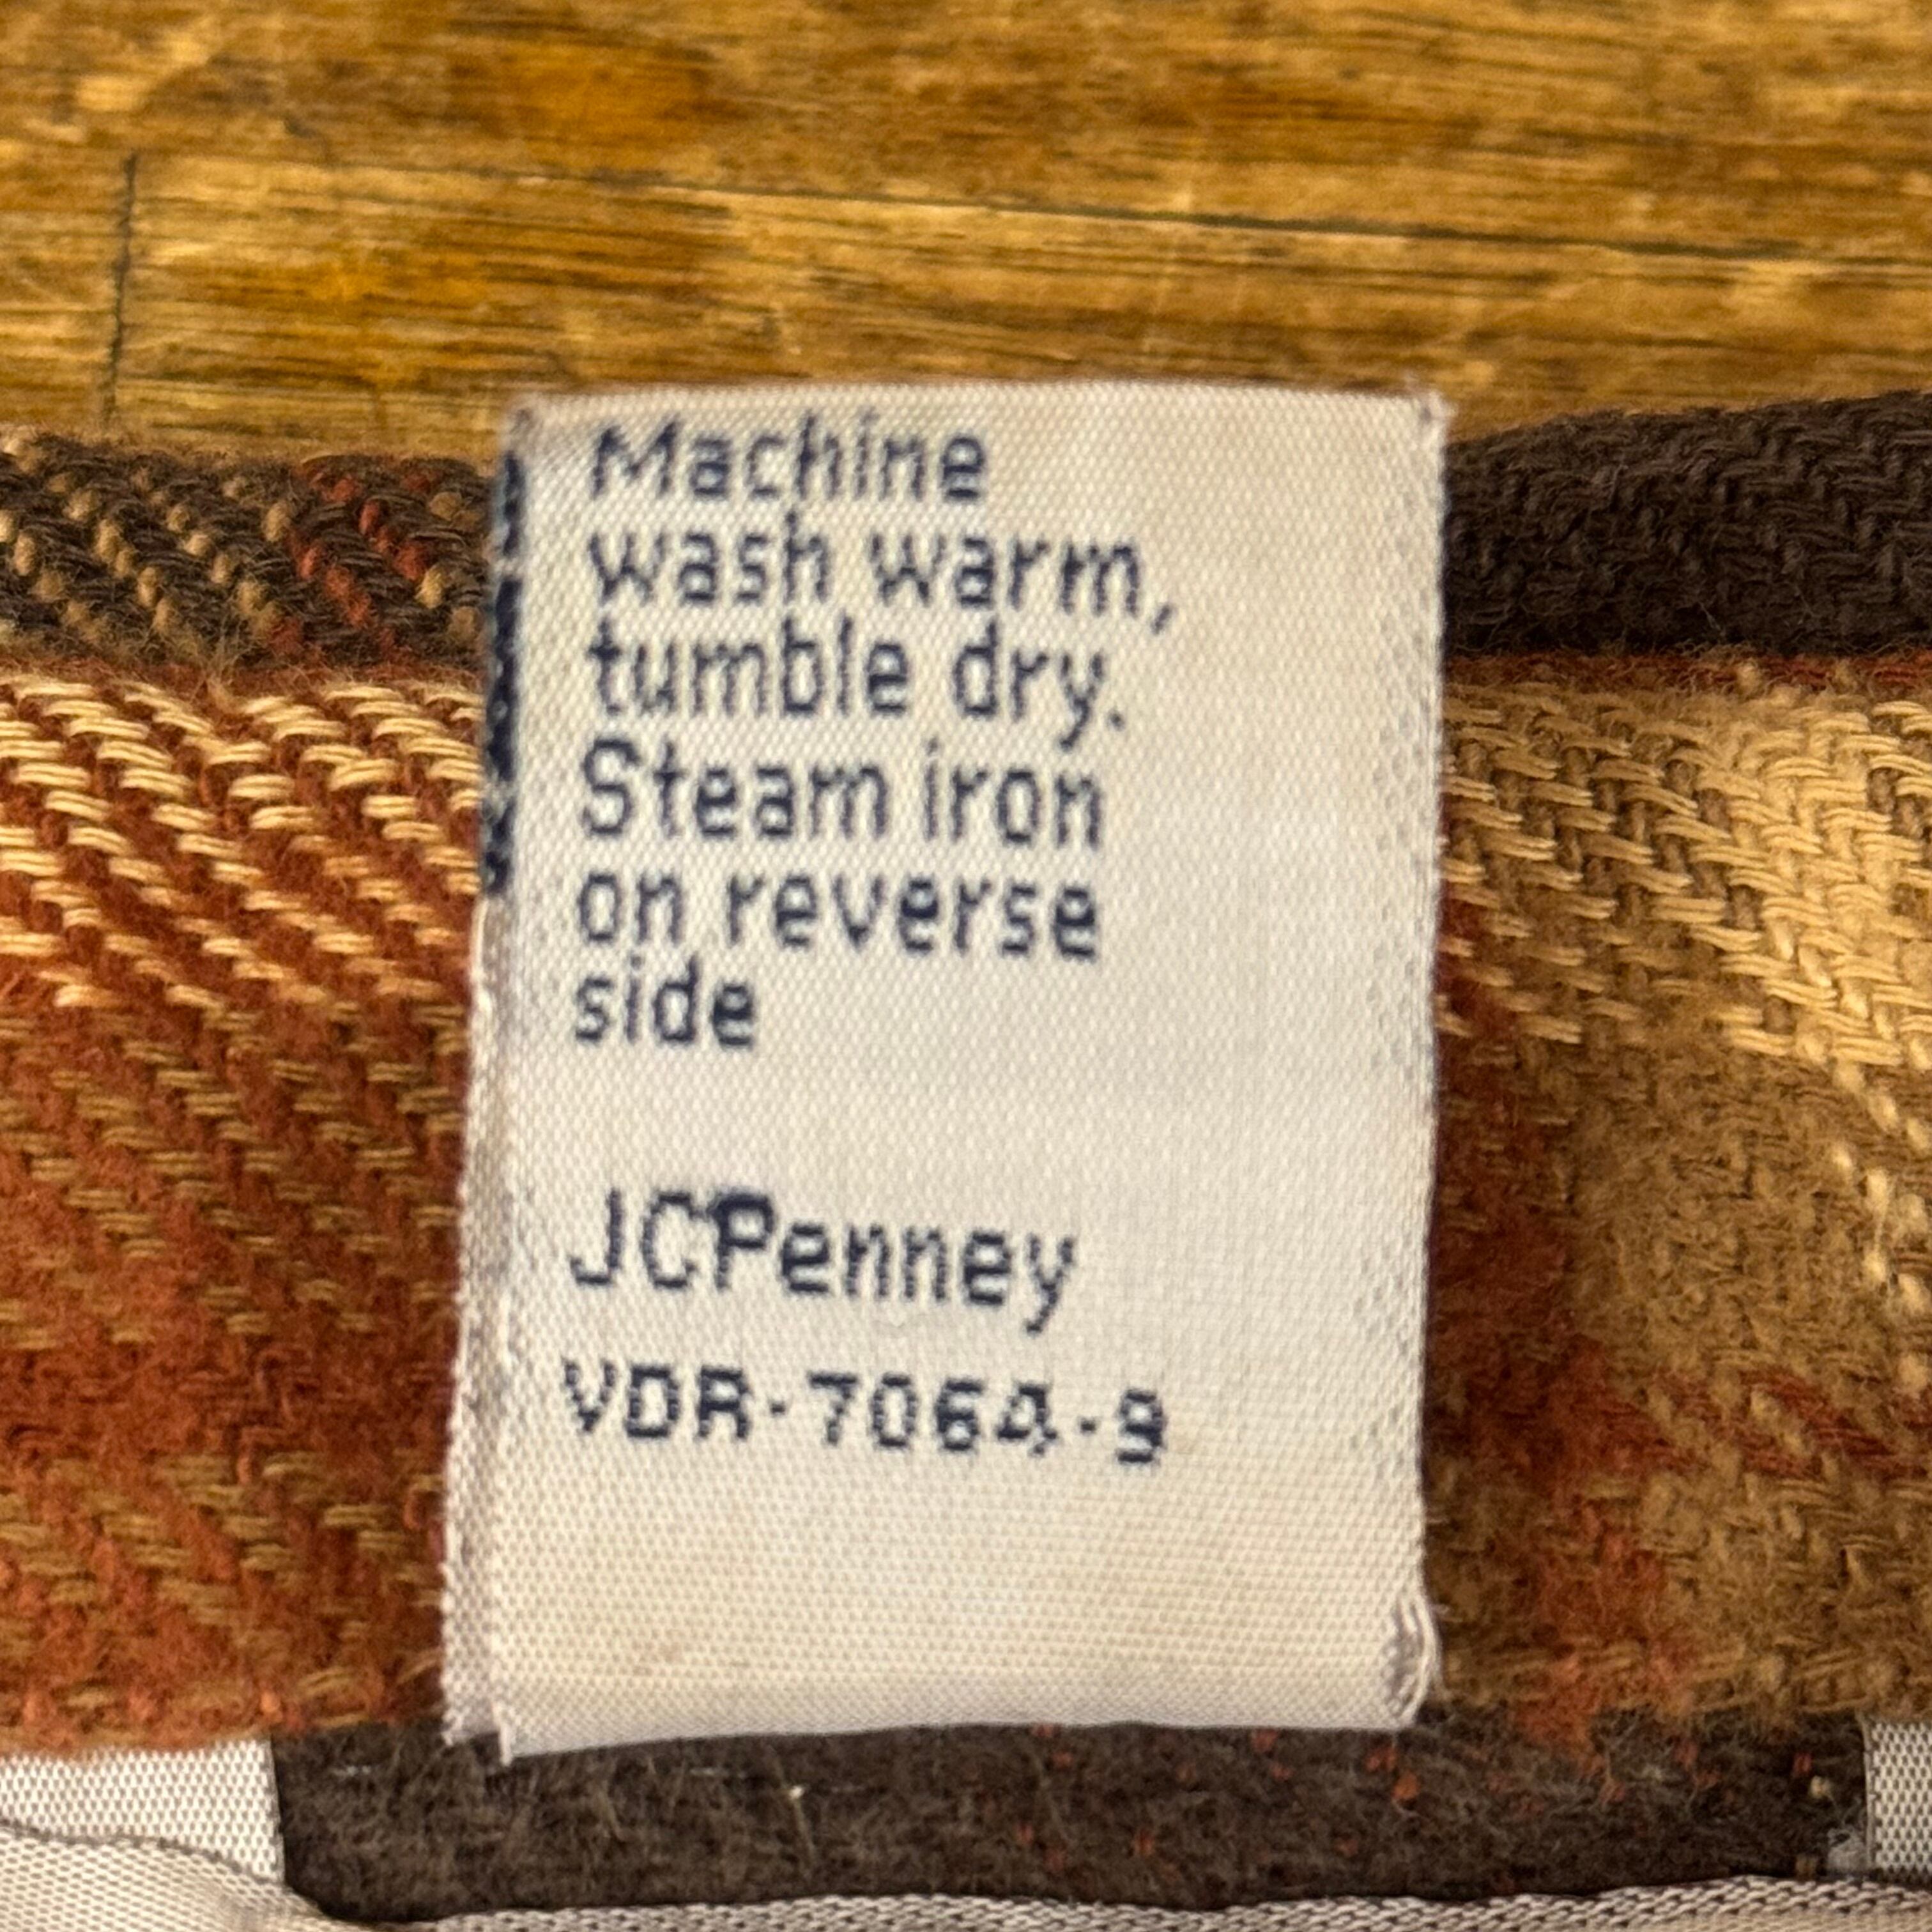 Machine
wash warm,
tumble dry.
Steam iron
on reverse
side
JCPenney
VDR-7064-9